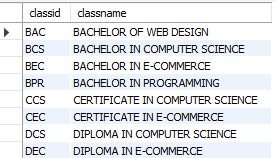 classid classname
BAC BACHELOR OF WEB DESIGN
BCS BACHELOR IN COMPUTER SCIENCE
BEC BACHELOR IN E-COMMERCE
BPR BACHELOR IN PROGRAMMING
CCS CERTIFICATE IN COMPUTER SCIENCE
CEC CERTIFICATE IN E-COMMERCE
DCS DIPLOMA IN COMPUTER SCIENCE
DEC DIPLOMA IN E-COMMERCE